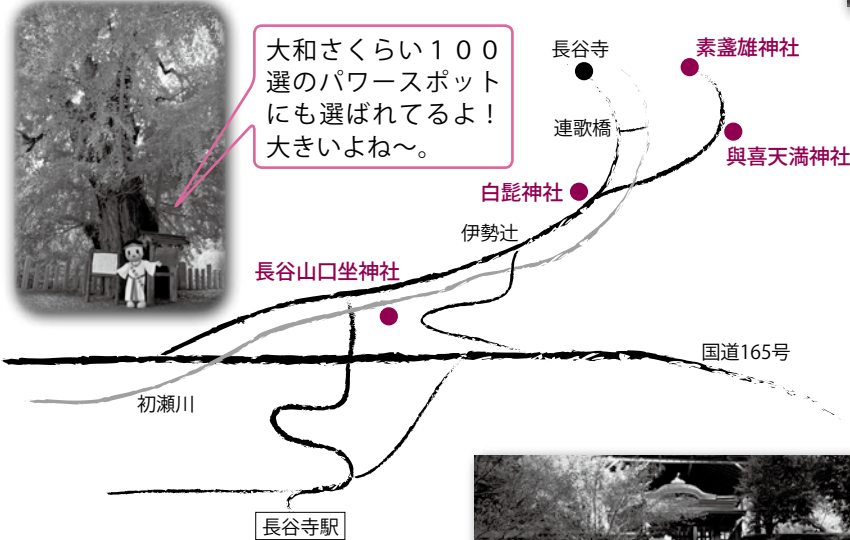 大和さくらい１００
選のパワースポット
にも選ばれてるよ！
大きいよね～。
長谷寺
素盞雄神社
連歌橋
與喜天満神社
白髭神社
伊勢辻
長谷山口坐神社
国道165号
初瀬川
長谷寺駅